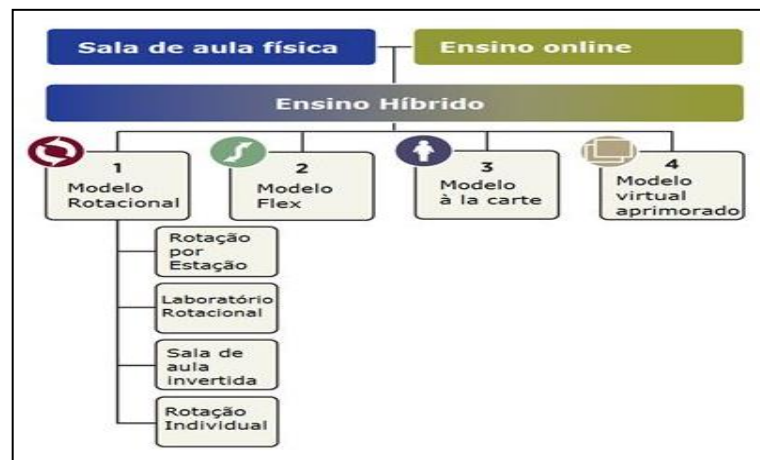 Sala de aula física
Ensino online
Ensino Híbrido
1
Modelo
Rotacional
2
Modelo
Flex
3
Modelo
à la carte
4
Modelo
virtual
aprimorado
Rotação
por
Estação
Laboratório
Rotacional
Sala de
aula
invertida
Rotação
Individual